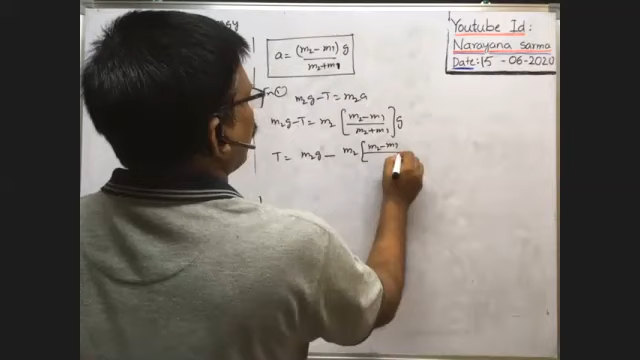 a = (m₂ - m₁) g / m₂ + m₁
m₂g - T = m₂a
m₂g - T = m₂ [ m₂ - m₁ / m₂ + m₁ ] g
T = m₂g - m₂ [ m₂ - m₁
Youtube Id :
Narayana sarma
Date: 15 - 06 - 2020